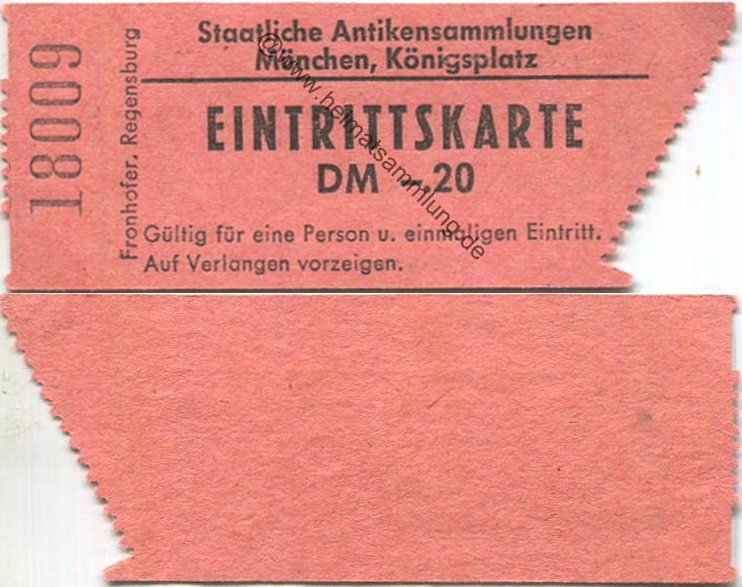 Staatliche Antikensammlungen
München, Königsplatz
EINTRITTSKARTE
DM -.20
Gültig für eine Person u. einmaligen Eintritt.
Auf Verlangen vorzeigen.
Fronhofer, Regensburg
18009
@www.heimatsammlung.de